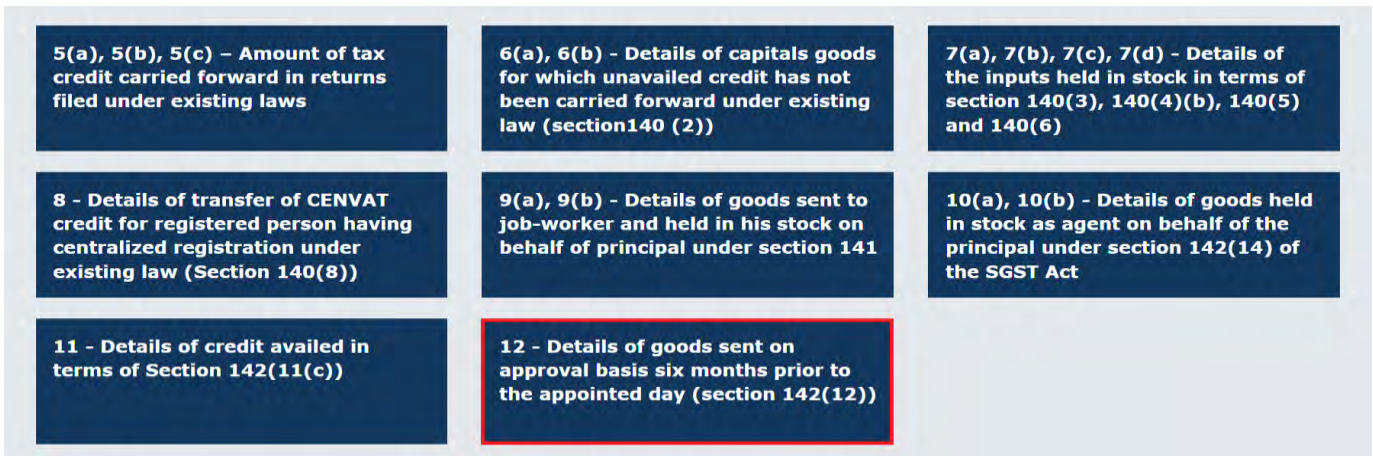 5(a), 5(b), 5(c) – Amount of tax
credit carried forward in returns
filed under existing laws
6(a), 6(b) - Details of capitals goods
for which unavailed credit has not
been carried forward under existing
law (section140 (2))
7(a), 7(b), 7(c), 7(d) - Details of
the inputs held in stock in terms of
section 140(3), 140(4)(b), 140(5)
and 140(6)
8 - Details of transfer of CENVAT
credit for registered person having
centralized registration under
existing law (Section 140(8))
9(a), 9(b) - Details of goods sent to
job-worker and held in his stock on
behalf of principal under section 141
10(a), 10(b) - Details of goods held
in stock as agent on behalf of the
principal under section 142(14) of
the SGST Act
11 - Details of credit availed in
terms of Section 142(11(c))
12 - Details of goods sent on
approval basis six months prior to
the appointed day (section 142(12))